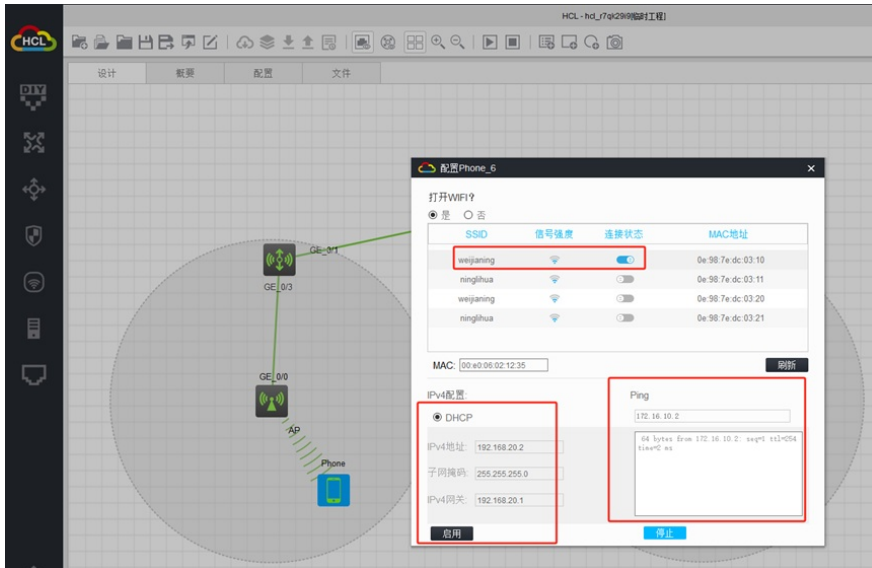 HCL - hcl_r7qk29i9[临时工程]
HCL
设计 概要 配置 文件
DIY
配置Phone_6
打开WIFI?
是 否
SSID 信号强度 连接状态 MAC地址
weijianing 0e:98:7e:dc:03:10
ninglihua 0e:98:7e:dc:03:11
weijianing 0e:98:7e:dc:03:20
ninglihua 0e:98:7e:dc:03:21
MAC: 00:e0:06:02:12:35 刷新
IPv4配置:
DHCP
IPv4地址: 192.168.20.2
子网掩码: 255.255.255.0
IPv4网关: 192.168.20.1
启用
Ping
172.16.10.2
64 bytes from 172.16.10.2: seq=1 ttl=254
time=2 ms
停止
GE_0/1
GE_0/3
GE_0/0
AP
Phone